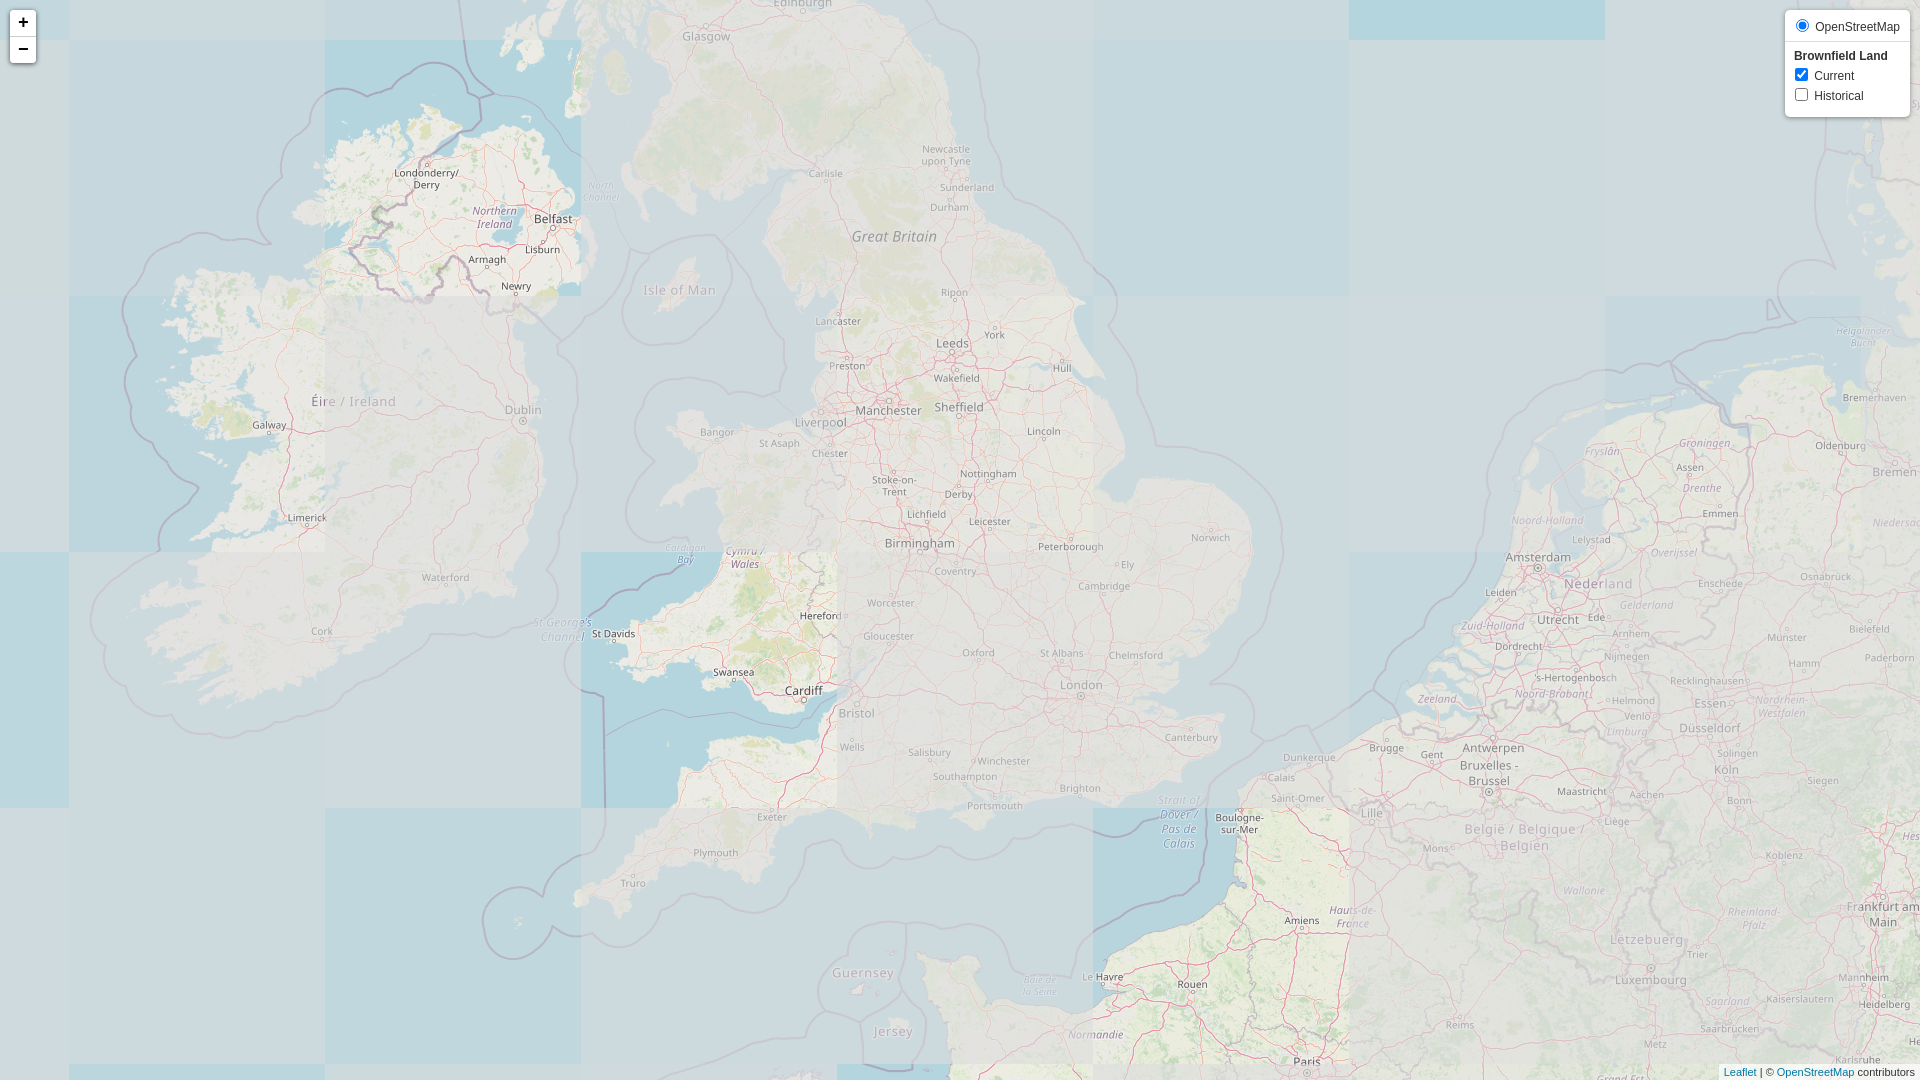 +
−
OpenStreetMap
Brownfield Land
Current
Historical
Edinburgh
Glasgow
Londonderry/
Derry
Northern
Ireland
Belfast
Lisburn
Armagh
Newry
North
Channel
Newcastle
upon Tyne
Carlisle
Sunderland
Durham
Great Britain
Isle of Man
Ripon
Lancaster
York
Leeds
Preston
Hull
Wakefield
Manchester
Sheffield
Liverpool
Bangor
St Asaph
Chester
Lincoln
Éire / Ireland
Dublin
Galway
Limerick
Waterford
Cork
Stoke-on-
Trent
Nottingham
Derby
Lichfield
Leicester
Birmingham
Peterborough
Norwich
Coventry
Ely
Cambridge
Cardigan
Bay
Cymru /
Wales
Worcester
Hereford
St George's
Channel
St Davids
Gloucester
Oxford
St Albans
Chelmsford
Swansea
Cardiff
London
Bristol
Wells
Salisbury
Winchester
Canterbury
Southampton
Brighton
Portsmouth
Exeter
Plymouth
Truro
Strait of
Dover /
Pas de
Calais
Guernsey
Jersey
Baie de
la Seine
Le Havre
Normandie
Rouen
Amiens
Hauts-de-
France
Paris
Boulogne-
sur-Mer
Saint-Omer
Calais
Dunkerque
Lille
Brugge
Gent
Antwerpen
Bruxelles -
Brussel
Maastricht
België / Belgique /
Belgien
Mons
Liège
Wallonie
Aachen
Helgoländer
Bucht
Bremerhaven
Groningen
Oldenburg
Fryslân
Assen
Bremen
Drenthe
Emmen
Noord-Holland
Lelystad
Amsterdam
Overijssel
Nederland
Enschede
Osnabrück
Leiden
Gelderland
Utrecht
Ede
Zuid-Holland
Arnhem
Münster
Bielefeld
Dordrecht
Nijmegen
Hamm
Paderborn
's-Hertogenbosch
Recklinghausen
Noord-Brabant
Zeeland
Helmond
Essen
Nordrhein-
Westfalen
Venlo
Limburg
Düsseldorf
Solingen
Köln
Siegen
Bonn
Koblenz
Rheinland-
Pfalz
Frankfurt am
Main
Lëtzebuerg
Trier
Luxembourg
Mannheim
Saarland
Kaiserslautern
Heidelberg
Saarbrücken
Reims
Metz
Grand Est
Leaflet | © OpenStreetMap contributors